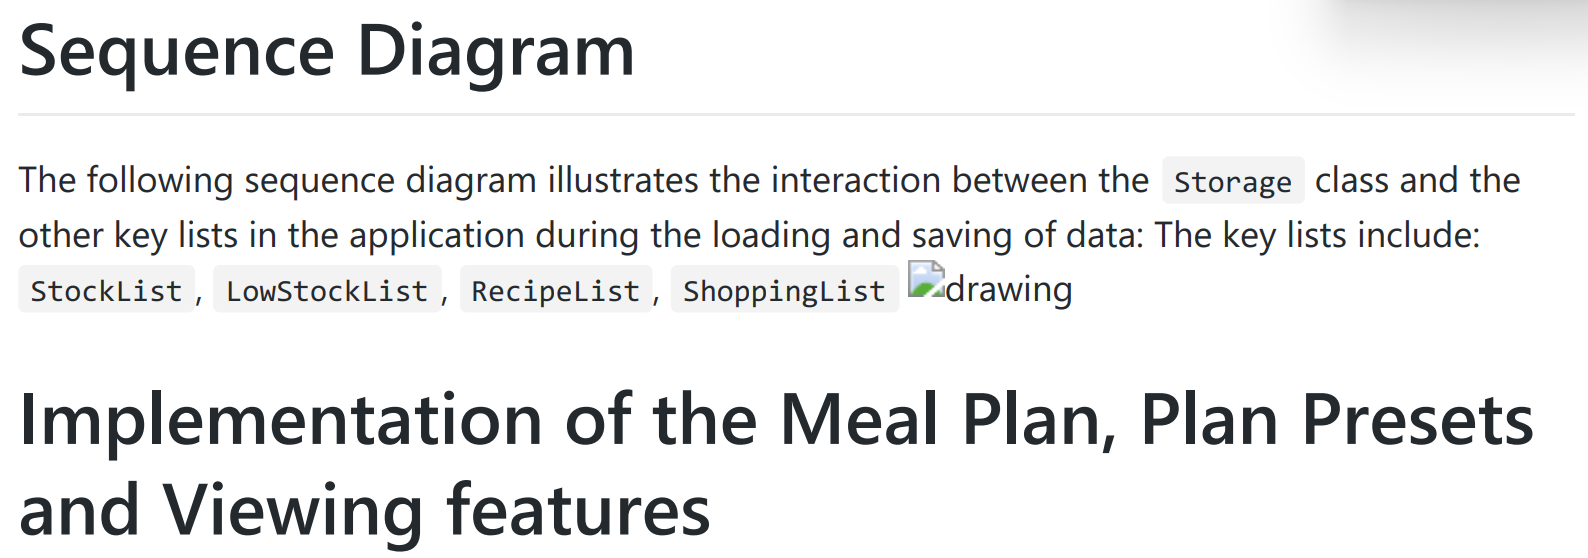 Sequence Diagram
The following sequence diagram illustrates the interaction between the Storage class and the
other key lists in the application during the loading and saving of data: The key lists include:
StockList, LowStockList, RecipeList, ShoppingList drawing
Implementation of the Meal Plan, Plan Presets
and Viewing features